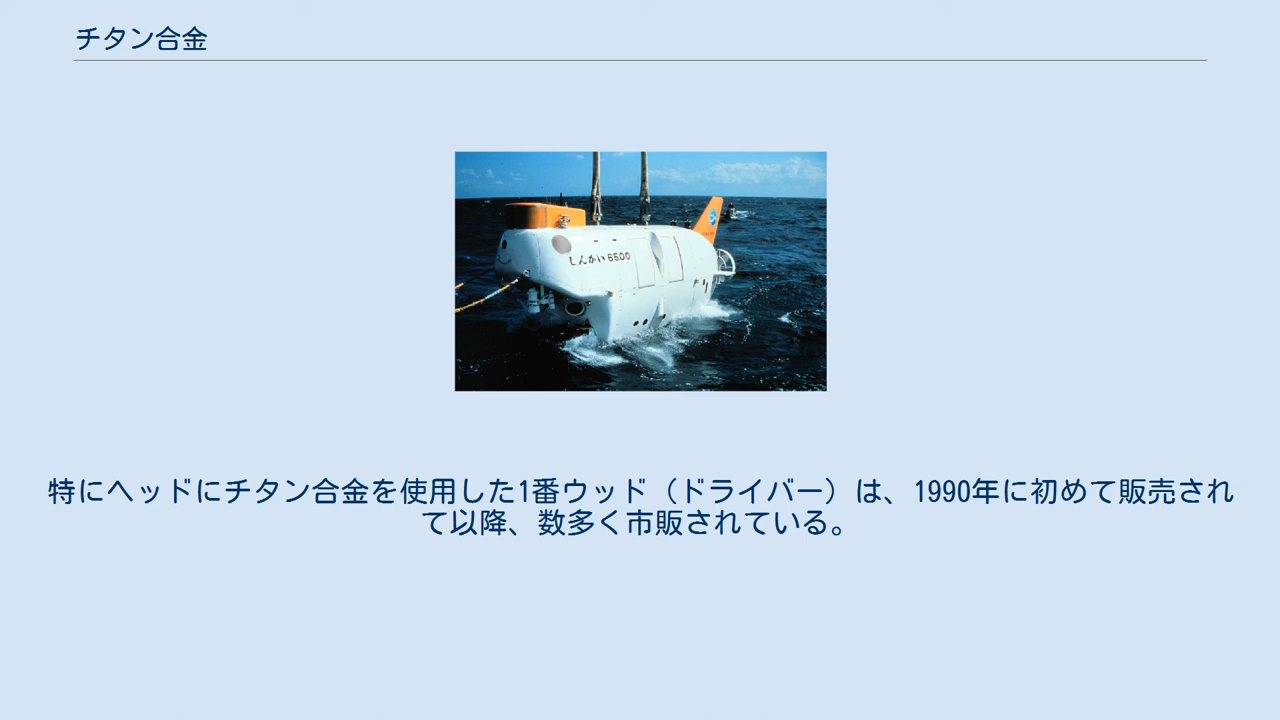 チタン合金
しんかい6500
特にヘッドにチタン合金を使用した1番ウッド（ドライバー）は、1990年に初めて販売され
て以降、数多く市販されている。